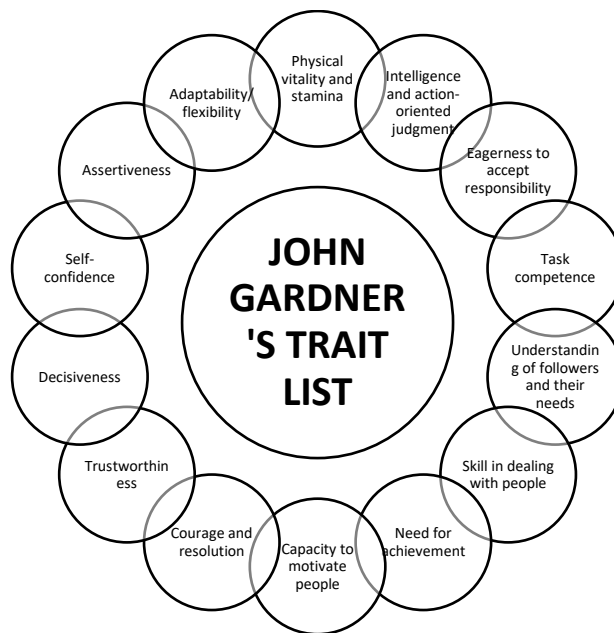 Physical
vitality and
stamina
Intelligence
and action-
oriented
judgment
Eagerness to
accept
responsibility
Task
competence
Understandin
g of followers
and their
needs
Skill in dealing
with people
Need for
achievement
Capacity to
motivate
people
Courage and
resolution
Trustworthin
ess
Decisiveness
Self-
confidence
Assertiveness
Adaptability/
flexibility
JOHN
GARDNER
'S TRAIT
LIST